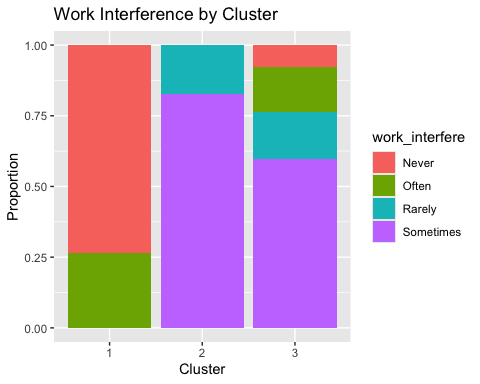 Work Interference by Cluster
1.00
0.75
0.50
0.25
0.00
Proportion
1
2
3
Cluster
work_interfere
Never
Often
Rarely
Sometimes